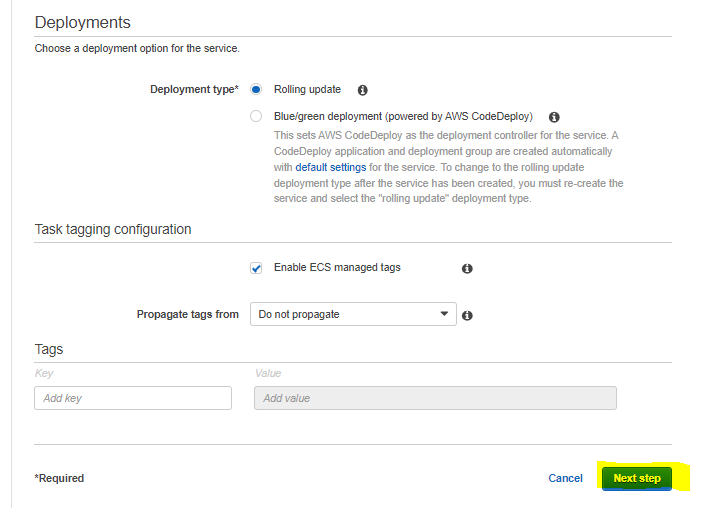 Deployments
Choose a deployment option for the service.
Deployment type* Rolling update
Blue/green deployment (powered by AWS CodeDeploy)
This sets AWS CodeDeploy as the deployment controller for the service. A
CodeDeploy application and deployment group are created automatically
with default settings for the service. To change to the rolling update
deployment type after the service has been created, you must re-create the
service and select the "rolling update" deployment type.
Task tagging configuration
Enable ECS managed tags
Propagate tags from Do not propagate
Tags
Key Value
Add key Add value
*Required Cancel Next step